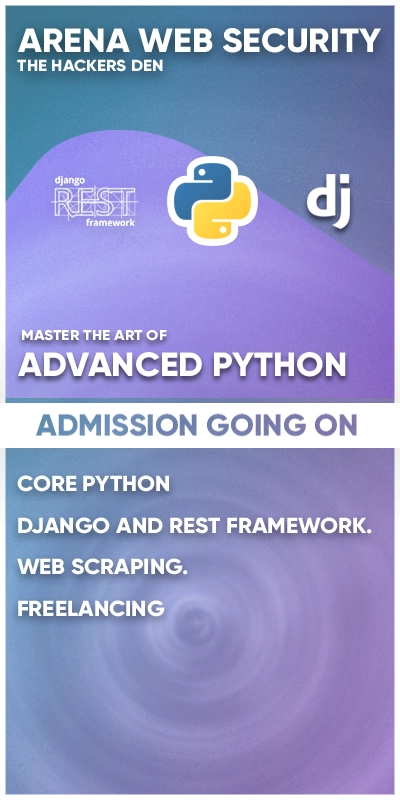 ARENA WEB SECURITY
THE HACKERS DEN
django
REST
framework
dj
MASTER THE ART OF
ADVANCED PYTHON
ADMISSION GOING ON
CORE PYTHON
DJANGO AND REST FRAMEWORK.
WEB SCRAPING.
FREELANCING